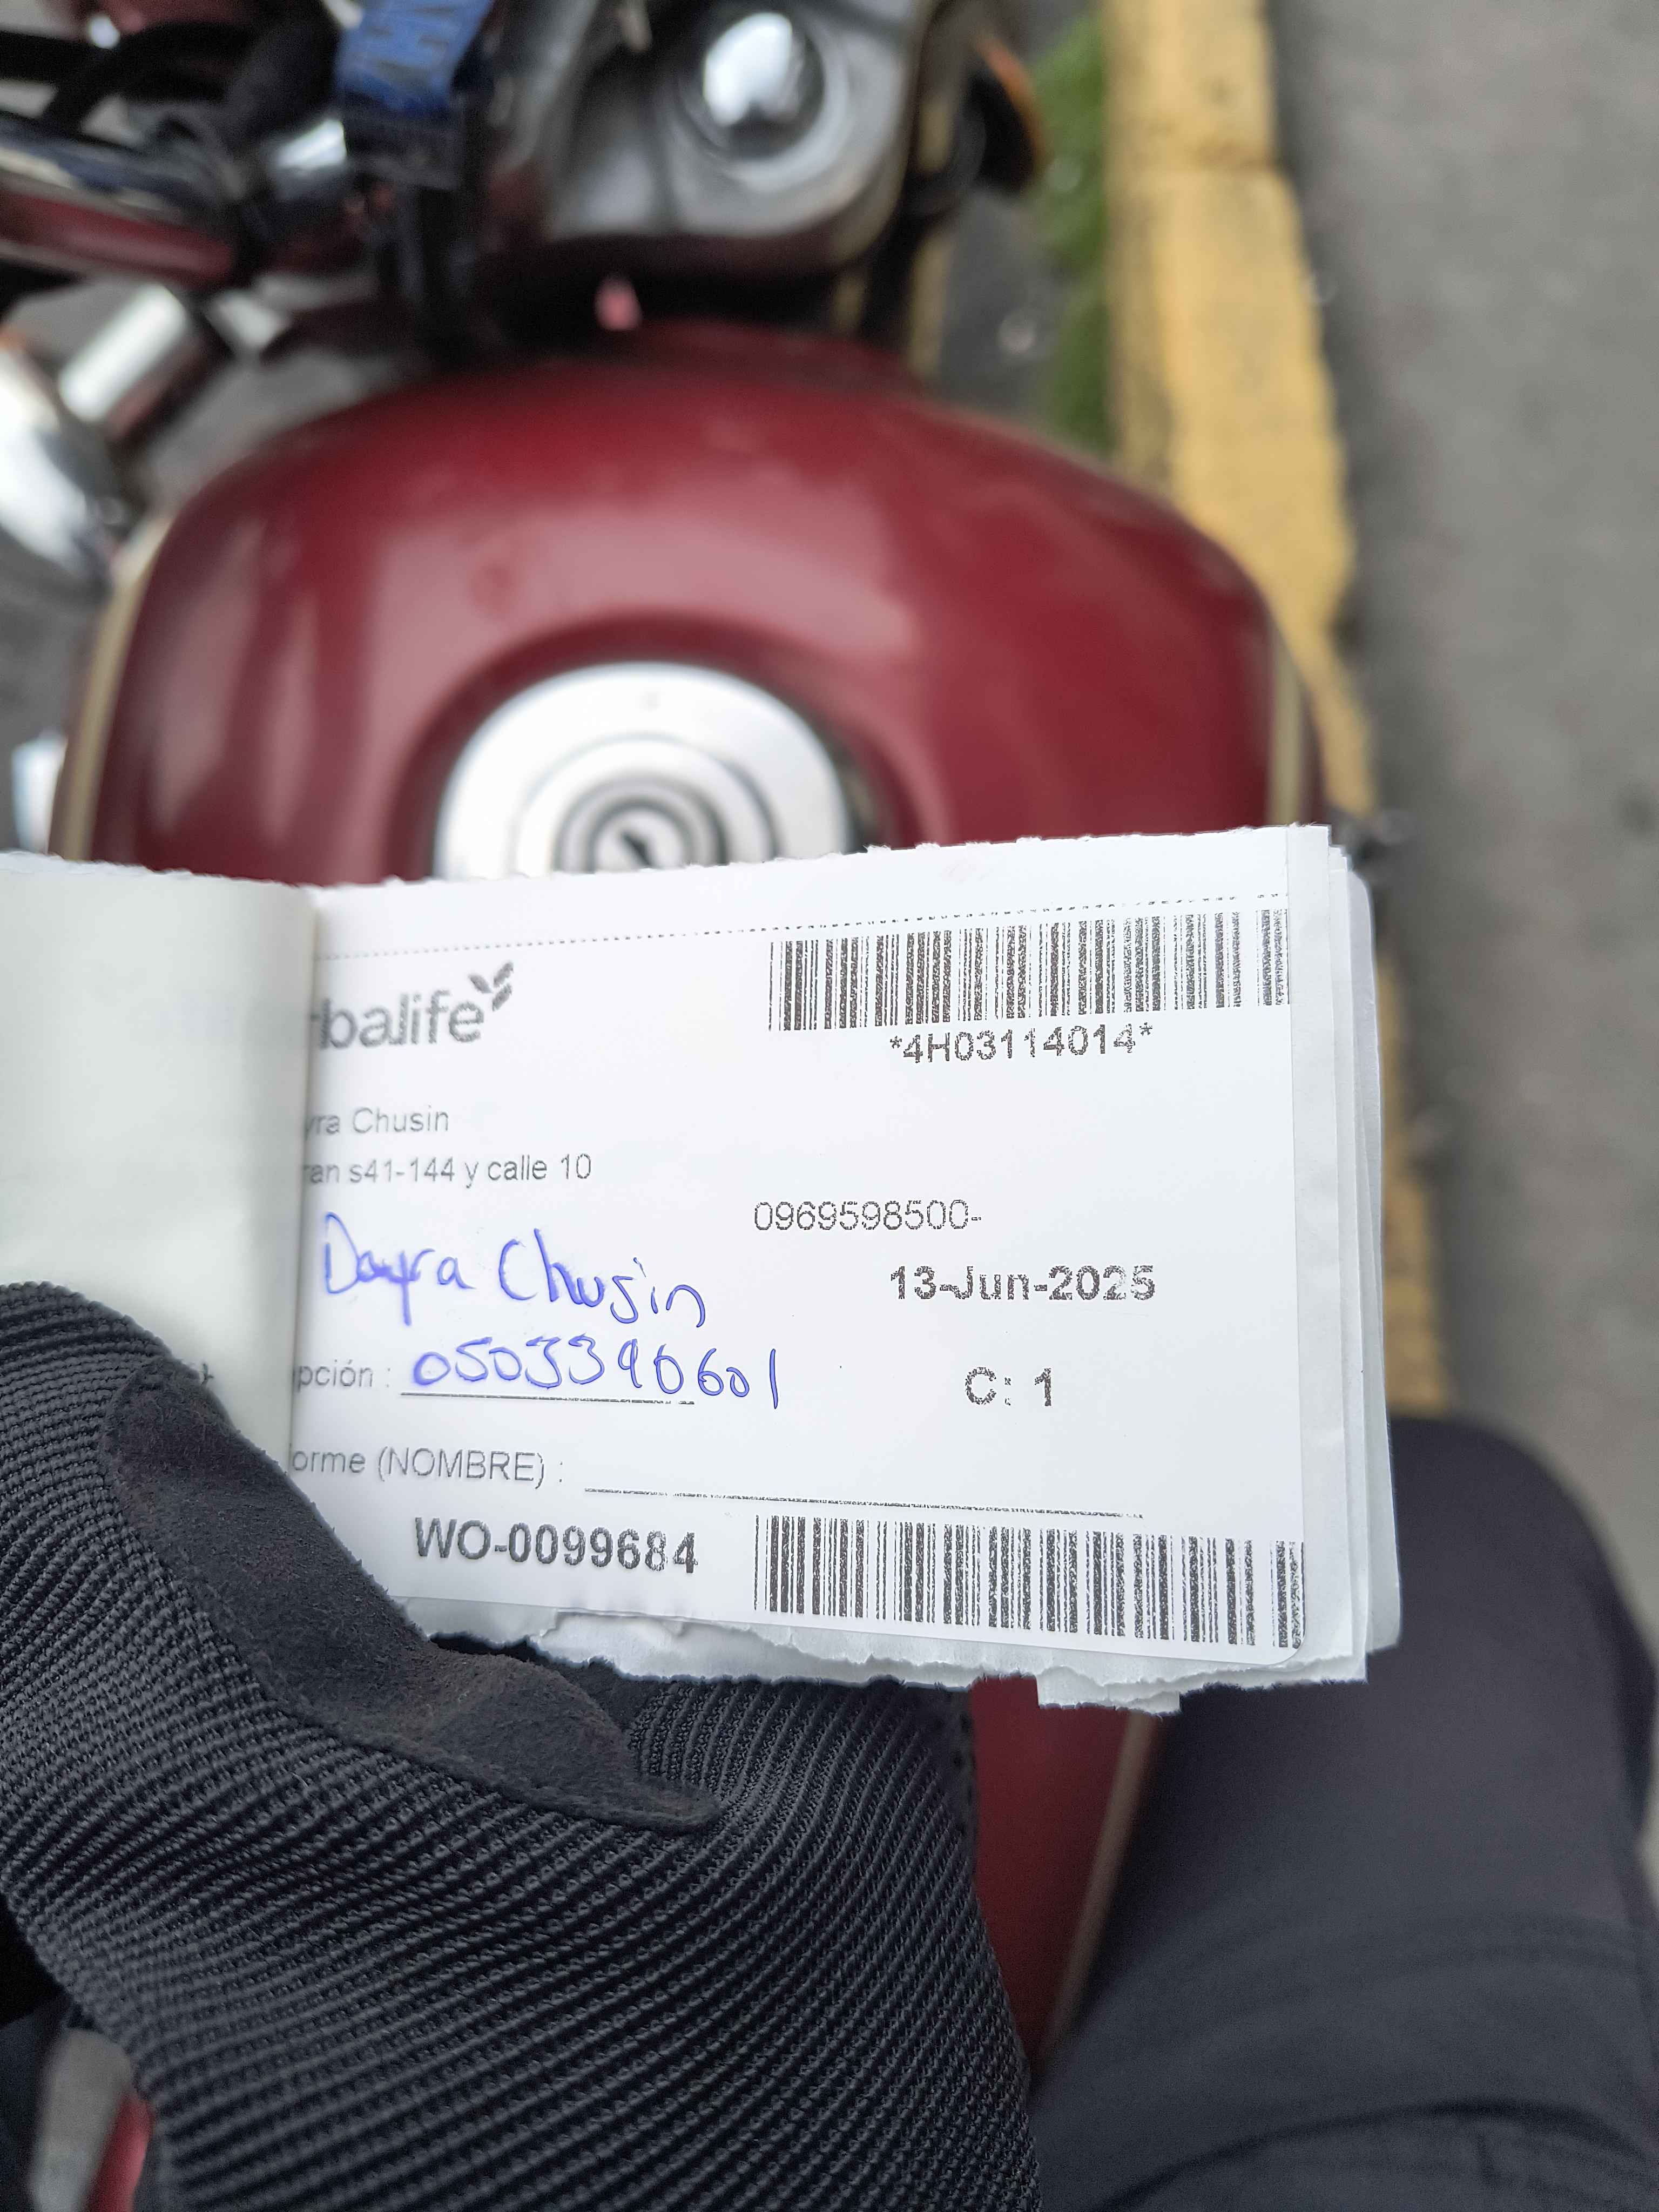 rbalife
*4H03114014*
yra Chusin
ran s41-144 y calle 10
0969598500-
Dayra Chusin
13-Jun-2025
pción : 0503390601
C: 1
orme (NOMBRE) :
WO-0099684